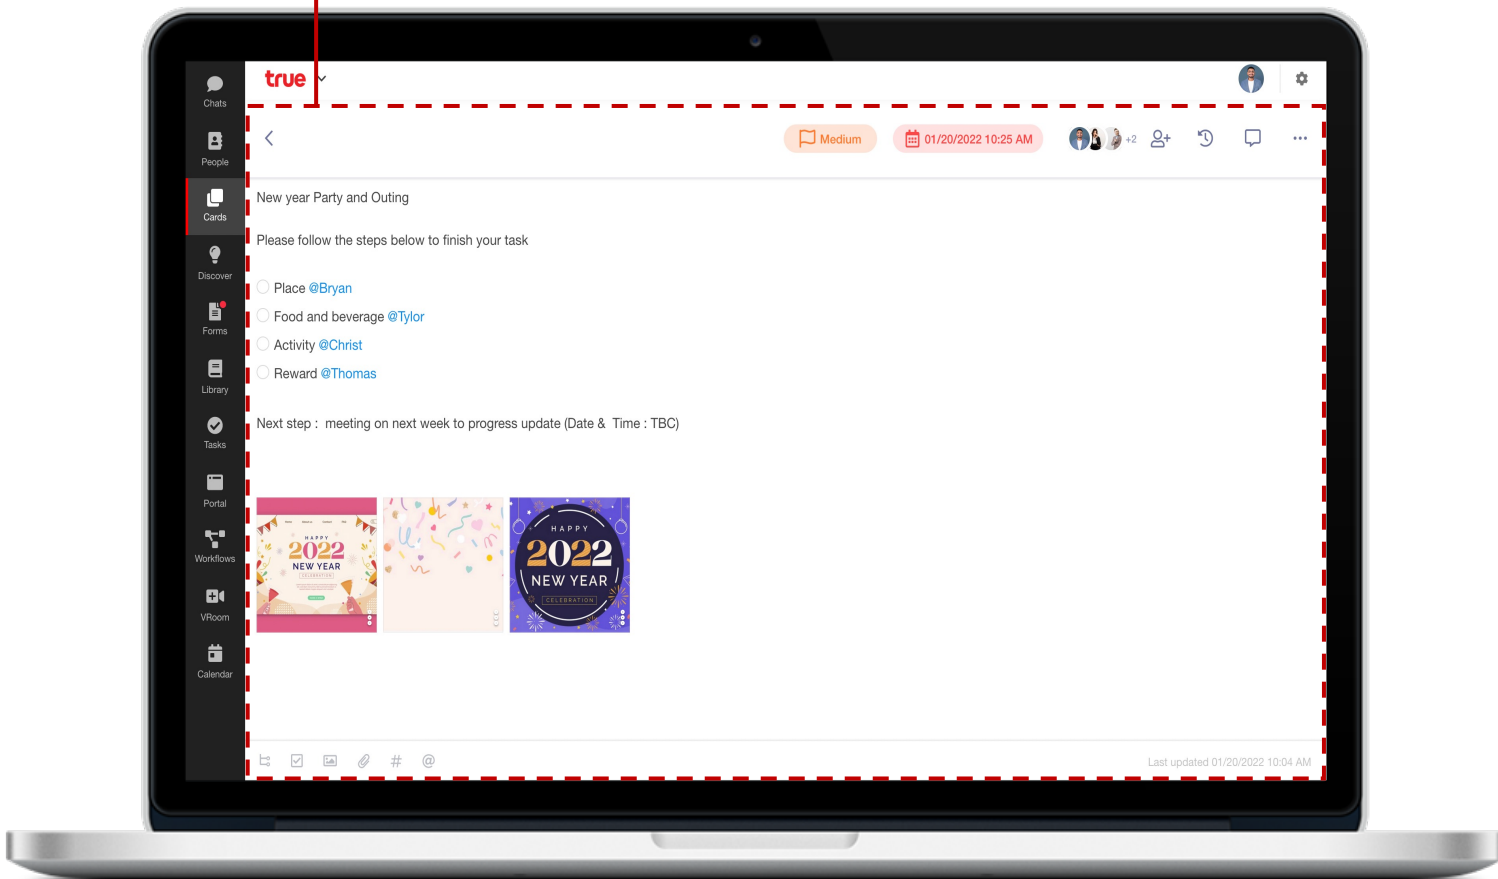 true
Chats
People
Cards
Discover
Forms
Library
Tasks
Portal
Workflows
VRoom
Calendar
Medium
01/20/2022 10:25 AM
+2
New year Party and Outing
Please follow the steps below to finish your task
Place @Bryan
Food and beverage @Tylor
Activity @Christ
Reward @Thomas
Next step :  meeting on next week to progress update (Date &  Time : TBC)
HAPPY
2022
NEW YEAR
CELEBRATION
HAPPY
2022
NEW YEAR
CELEBRATION
#
@
Last updated 01/20/2022 10:04 AM